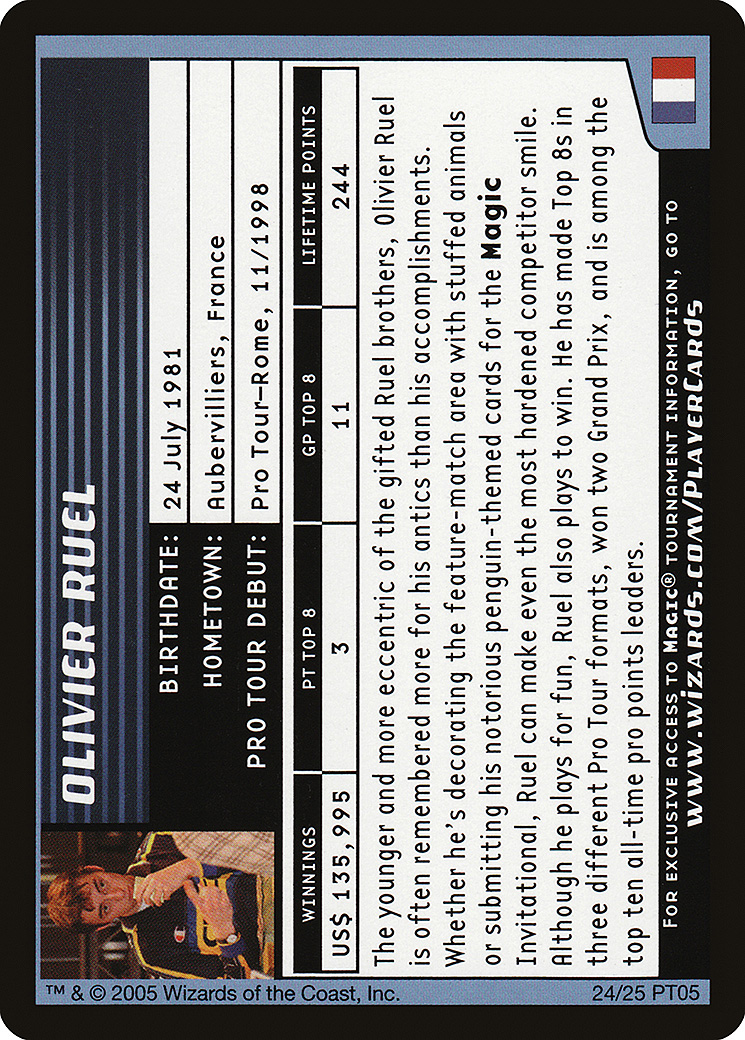 OLIVIER RUEL
BIRTHDATE: 24 July 1981
HOMETOWN: Aubervilliers, France
PRO TOUR DEBUT: Pro Tour–Rome, 11/1998
WINNINGS PT TOP 8 GP TOP 8 LIFETIME POINTS
US$ 135,995 3 11 244
The younger and more eccentric of the gifted Ruel brothers, Olivier Ruel
is often remembered more for his antics than his accomplishments.
Whether he's decorating the feature-match area with stuffed animals
or submitting his notorious penguin-themed cards for the Magic
Invitational, Ruel can make even the most hardened competitor smile.
Although he plays for fun, Ruel also plays to win. He has made Top 8s in
three different Pro Tour formats, won two Grand Prix, and is among the
top ten all-time pro points leaders.
FOR EXCLUSIVE ACCESS TO MAGIC® TOURNAMENT INFORMATION, GO TO
www.wizards.com/PlayerCards
™ & © 2005 Wizards of the Coast, Inc. 24/25 PT05